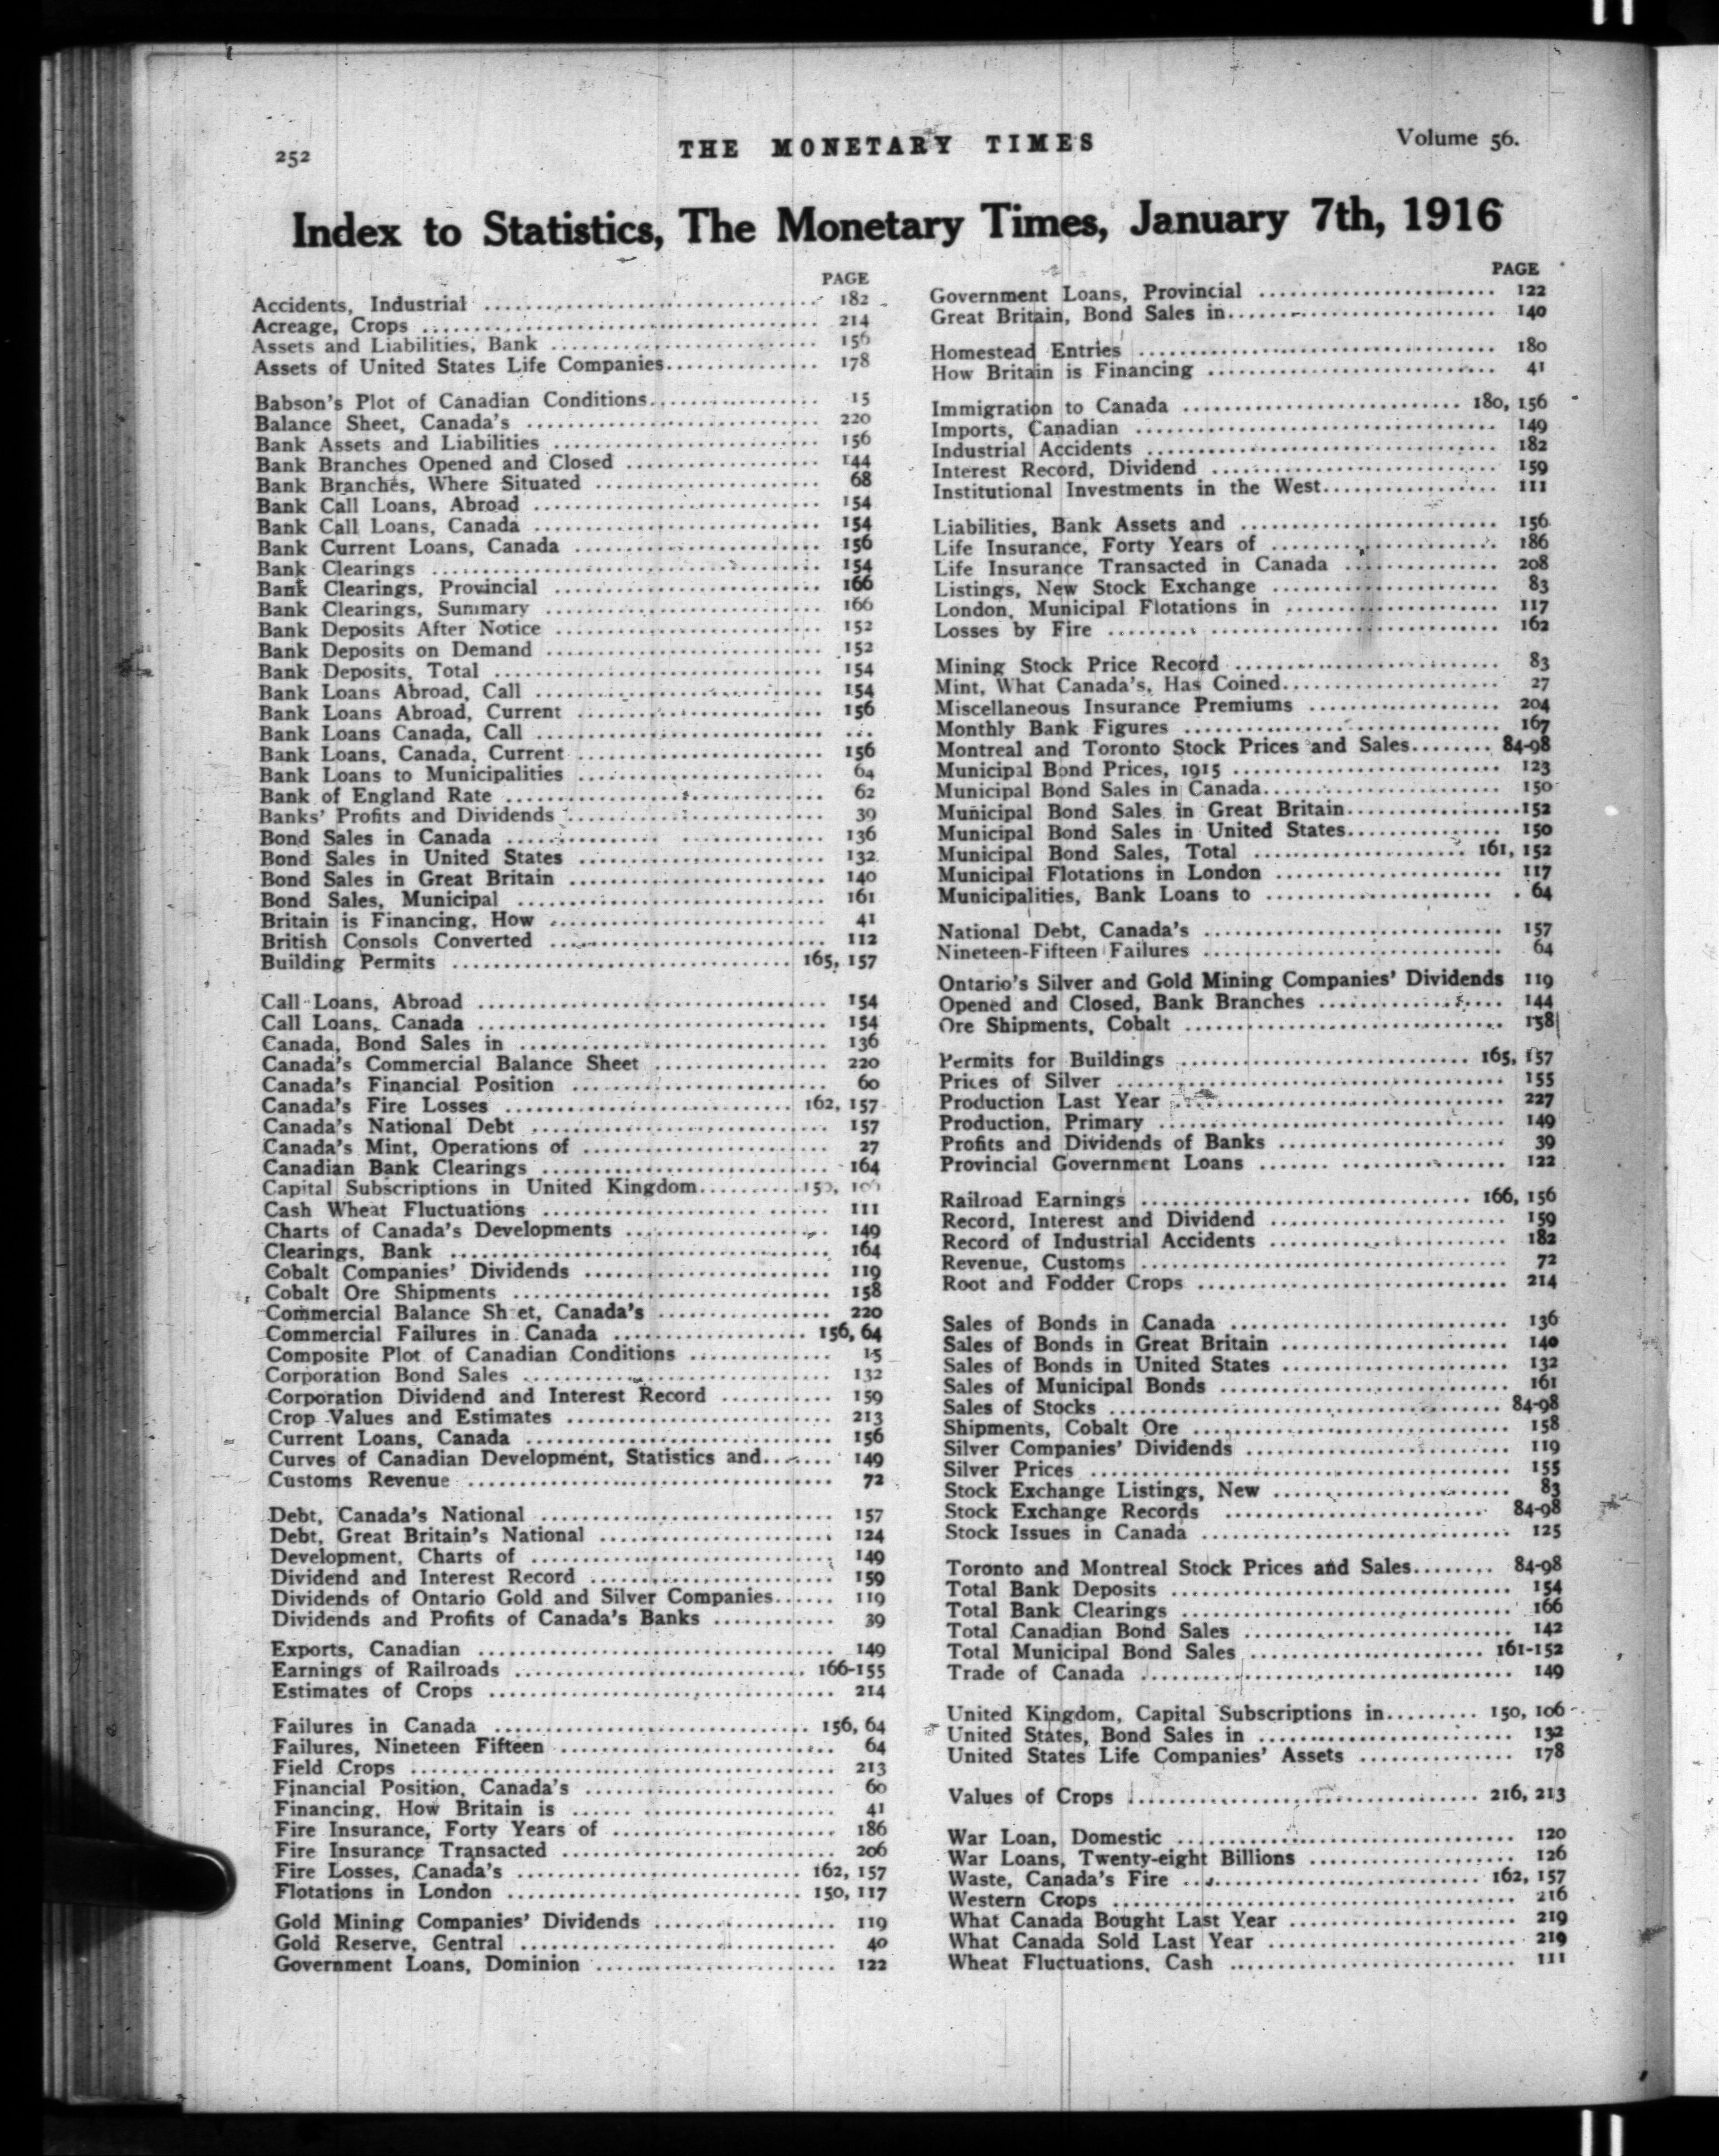 252
THE MONETARY TIMES
Volume 56.
Index to Statistics, The Monetary Times, January 7th, 1916
PAGE
Accidents, Industrial 182
Acreage, Crops 214
Assets and Liabilities, Bank 156
Assets of United States Life Companies 178
Babson's Plot of Canadian Conditions 15
Balance Sheet, Canada's 220
Bank Assets and Liabilities 156
Bank Branches Opened and Closed 144
Bank Branches, Where Situated 68
Bank Call Loans, Abroad 154
Bank Call Loans, Canada 154
Bank Current Loans, Canada 156
Bank Clearings 154
Bank Clearings, Provincial 166
Bank Clearings, Summary 166
Bank Deposits After Notice 152
Bank Deposits on Demand 152
Bank Deposits, Total 154
Bank Loans Abroad, Call 154
Bank Loans Abroad, Current 156
Bank Loans Canada, Call ...
Bank Loans, Canada, Current 156
Bank Loans to Municipalities 64
Bank of England Rate 62
Banks' Profits and Dividends 39
Bond Sales in Canada 136
Bond Sales in United States 132
Bond Sales in Great Britain 140
Bond Sales, Municipal 161
Britain is Financing, How 41
British Consols Converted 112
Building Permits 165, 157
Call Loans, Abroad 154
Call Loans, Canada 154
Canada, Bond Sales in 136
Canada's Commercial Balance Sheet 220
Canada's Financial Position 60
Canada's Fire Losses 162, 157
Canada's National Debt 157
Canada's Mint, Operations of 27
Canadian Bank Clearings 164
Capital Subscriptions in United Kingdom 150, 106
Cash Wheat Fluctuations 111
Charts of Canada's Developments 149
Clearings, Bank 164
Cobalt Companies' Dividends 119
Cobalt Ore Shipments 158
Commercial Balance Sh et, Canada's 220
Commercial Failures in Canada 156, 64
Composite Plot of Canadian Conditions 15
Corporation Bond Sales 132
Corporation Dividend and Interest Record 159
Crop Values and Estimates 213
Current Loans, Canada 156
Curves of Canadian Development, Statistics and 149
Customs Revenue 72
Debt, Canada's National 157
Debt, Great Britain's National 124
Development, Charts of 149
Dividend and Interest Record 159
Dividends of Ontario Gold and Silver Companies 119
Dividends and Profits of Canada's Banks 39
Exports, Canadian 149
Earnings of Railroads 166-155
Estimates of Crops 214
Failures in Canada 156, 64
Failures, Nineteen Fifteen 64
Field Crops 213
Financial Position, Canada's 60
Financing, How Britain is 41
Fire Insurance, Forty Years of 186
Fire Insurance Transacted 206
Fire Losses, Canada's 162, 157
Flotations in London 150, 117
Gold Mining Companies' Dividends 119
Gold Reserve, Central 40
Government Loans, Dominion 122
PAGE
Government Loans, Provincial 122
Great Britain, Bond Sales in 140
Homestead Entries 180
How Britain is Financing 41
Immigration to Canada 180, 156
Imports, Canadian 149
Industrial Accidents 182
Interest Record, Dividend 159
Institutional Investments in the West 111
Liabilities, Bank Assets and 156
Life Insurance, Forty Years of 186
Life Insurance Transacted in Canada 208
Listings, New Stock Exchange 83
London, Municipal Flotations in 117
Losses by Fire 162
Mining Stock Price Record 83
Mint, What Canada's, Has Coined 27
Miscellaneous Insurance Premiums 204
Monthly Bank Figures 167
Montreal and Toronto Stock Prices and Sales 84-98
Municipal Bond Prices, 1915 123
Municipal Bond Sales in Canada 150
Municipal Bond Sales in Great Britain 152
Municipal Bond Sales in United States 150
Municipal Bond Sales, Total 161, 152
Municipal Flotations in London 117
Municipalities, Bank Loans to 64
National Debt, Canada's 157
Nineteen-Fifteen Failures 64
Ontario's Silver and Gold Mining Companies' Dividends 119
Opened and Closed, Bank Branches 144
Ore Shipments, Cobalt 158
Permits for Buildings 165, 157
Prices of Silver 155
Production Last Year 227
Production, Primary 149
Profits and Dividends of Banks 39
Provincial Government Loans 122
Railroad Earnings 166, 156
Record, Interest and Dividend 159
Record of Industrial Accidents 182
Revenue, Customs 72
Root and Fodder Crops 214
Sales of Bonds in Canada 136
Sales of Bonds in Great Britain 140
Sales of Bonds in United States 132
Sales of Municipal Bonds 161
Sales of Stocks 84-98
Shipments, Cobalt Ore 158
Silver Companies' Dividends 119
Silver Prices 155
Stock Exchange Listings, New 83
Stock Exchange Records 84-98
Stock Issues in Canada 125
Toronto and Montreal Stock Prices and Sales 84-98
Total Bank Deposits 154
Total Bank Clearings 166
Total Canadian Bond Sales 142
Total Municipal Bond Sales 161-152
Trade of Canada 149
United Kingdom, Capital Subscriptions in 150, 106
United States, Bond Sales in 132
United States Life Companies' Assets 178
Values of Crops 216, 213
War Loan, Domestic 120
War Loans, Twenty-eight Billions 126
Waste, Canada's Fire 162, 157
Western Crops 216
What Canada Bought Last Year 219
What Canada Sold Last Year 219
Wheat Fluctuations, Cash 111